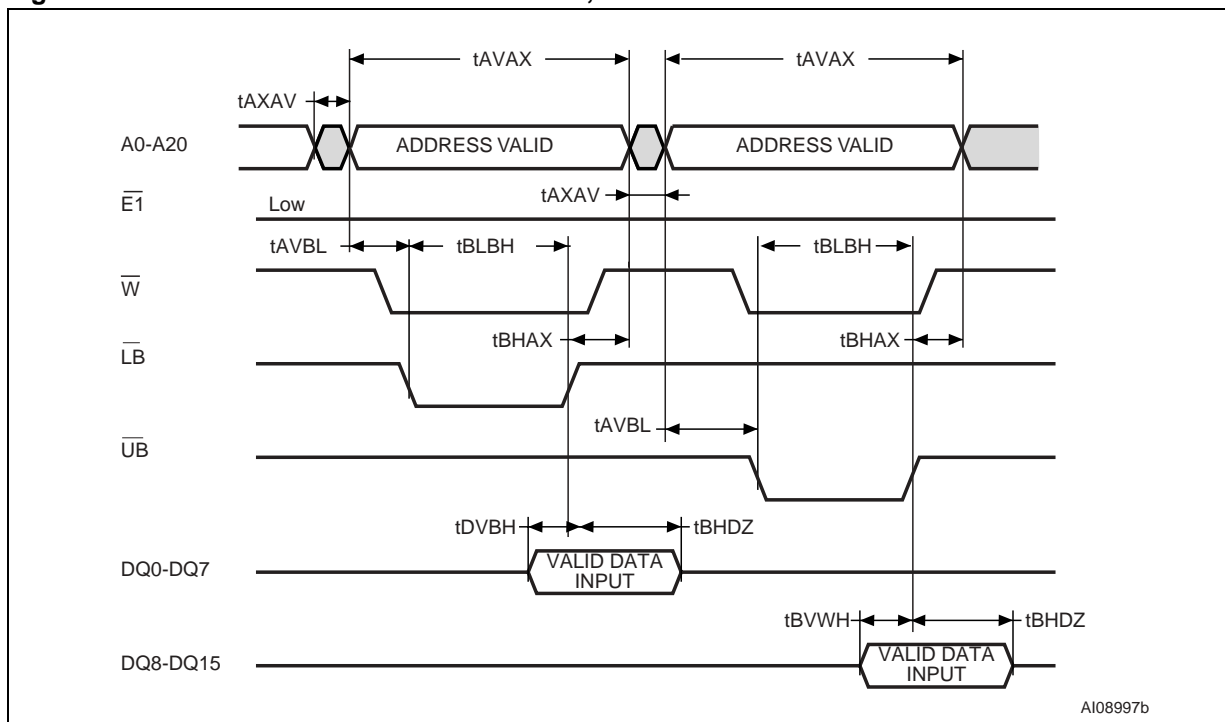 tAVAX tAVAX
tAXAV
A0-A20 ADDRESS VALID ADDRESS VALID
tAXAV
E1 Low
tAVBL tBLBH tBLBH
W
tBHAX tBHAX
LB
tAVBL
UB
tDVBH tBHDZ
DQ0-DQ7 VALID DATA
INPUT
tBVWH tBHDZ
DQ8-DQ15 VALID DATA
INPUT
AI08997b